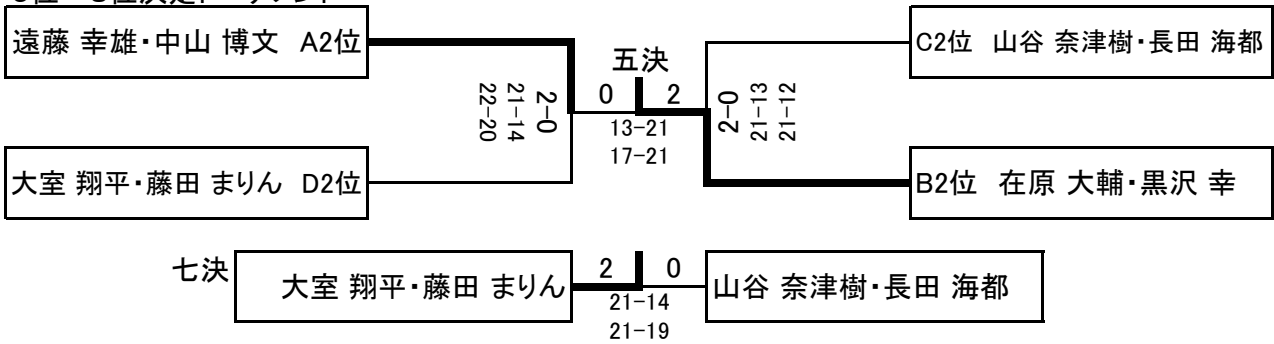 遠藤 幸雄・中山 博文 A2位
C2位 山谷 奈津樹・長田 海都
五決
0 2
13-21
17-21
2-0
21-14
22-20
2-0
21-13
21-12
大室 翔平・藤田 まりん D2位
B2位 在原 大輔・黒沢 幸
七決
大室 翔平・藤田 まりん
2 0
21-14
21-19
山谷 奈津樹・長田 海都